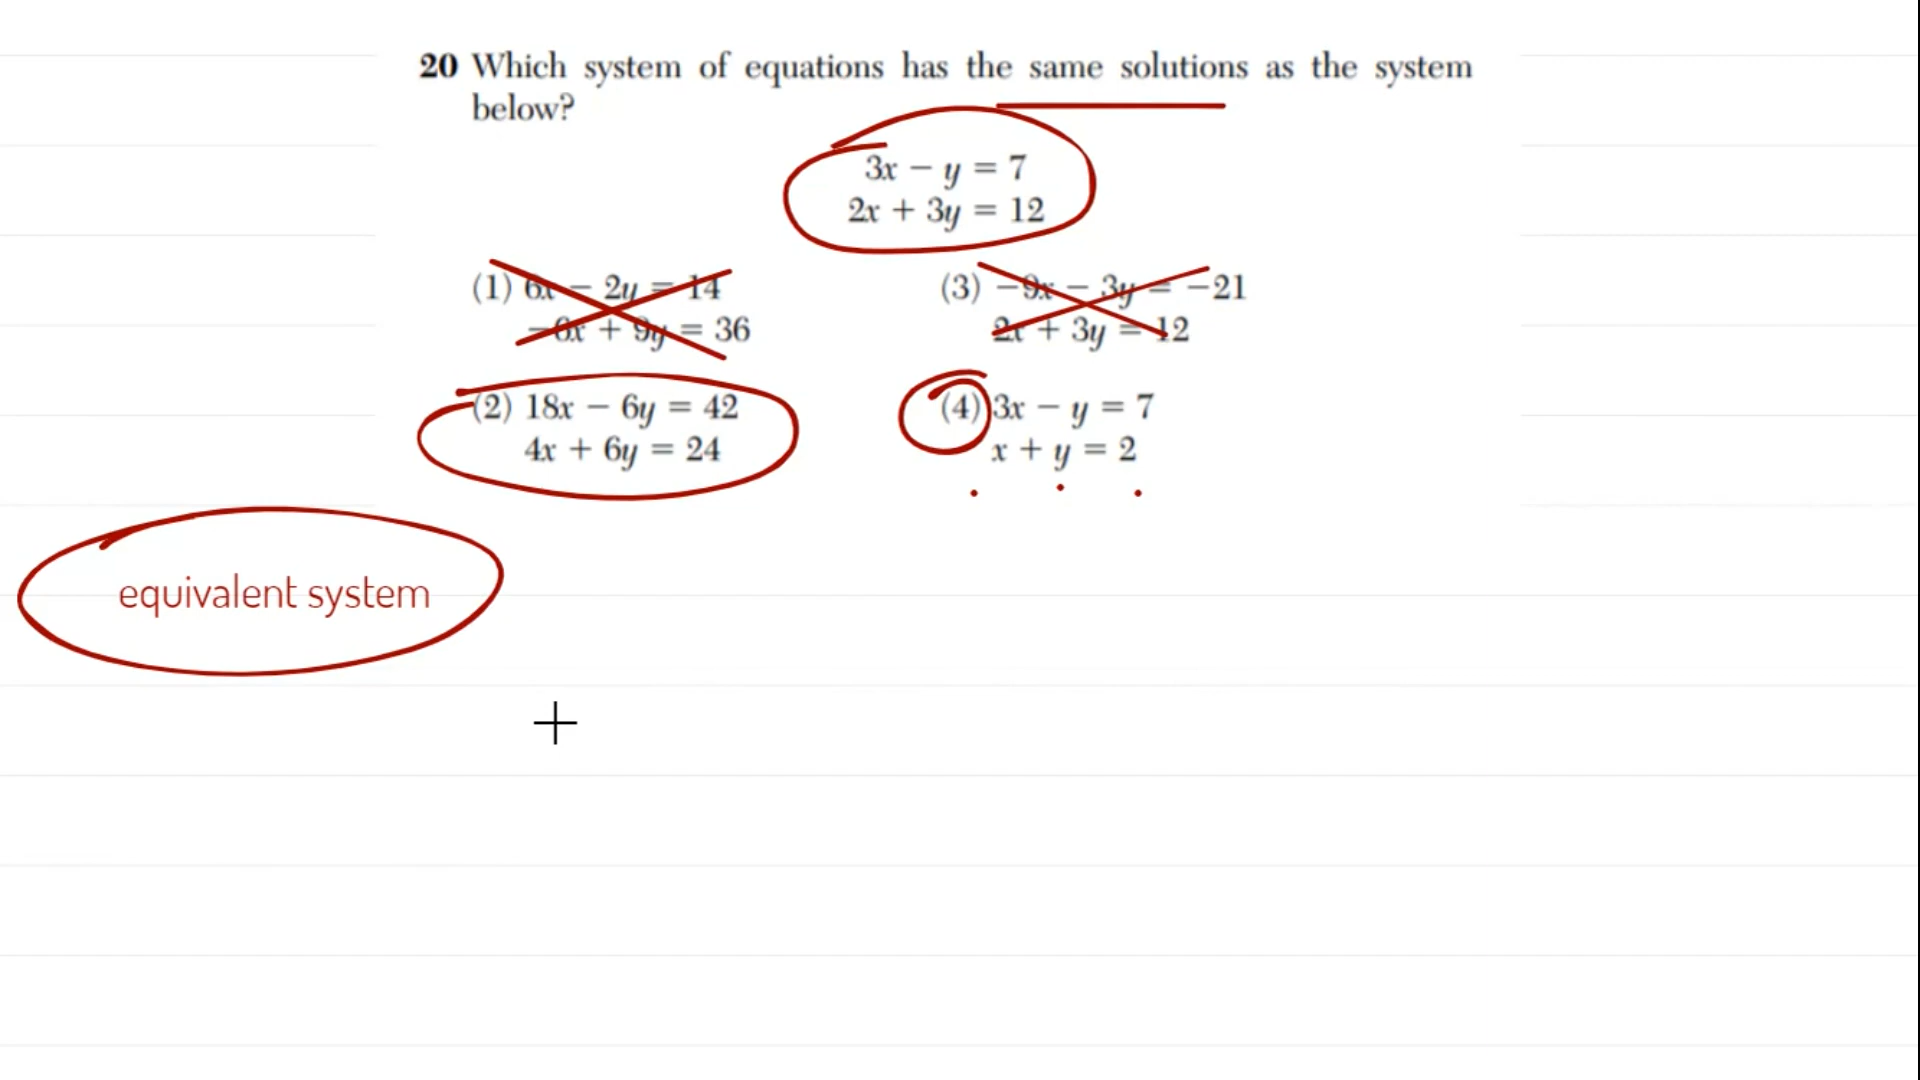 20 Which system of equations has the same solutions as the system
below?
3x − y = 7
2x + 3y = 12
(1) 6x − 2y = 14
−6x + 9y = 36
(2) 18x − 6y = 42
4x + 6y = 24
(3) −9x − 3y = −21
2x + 3y = 12
(4) 3x − y = 7
x + y = 2
equivalent system